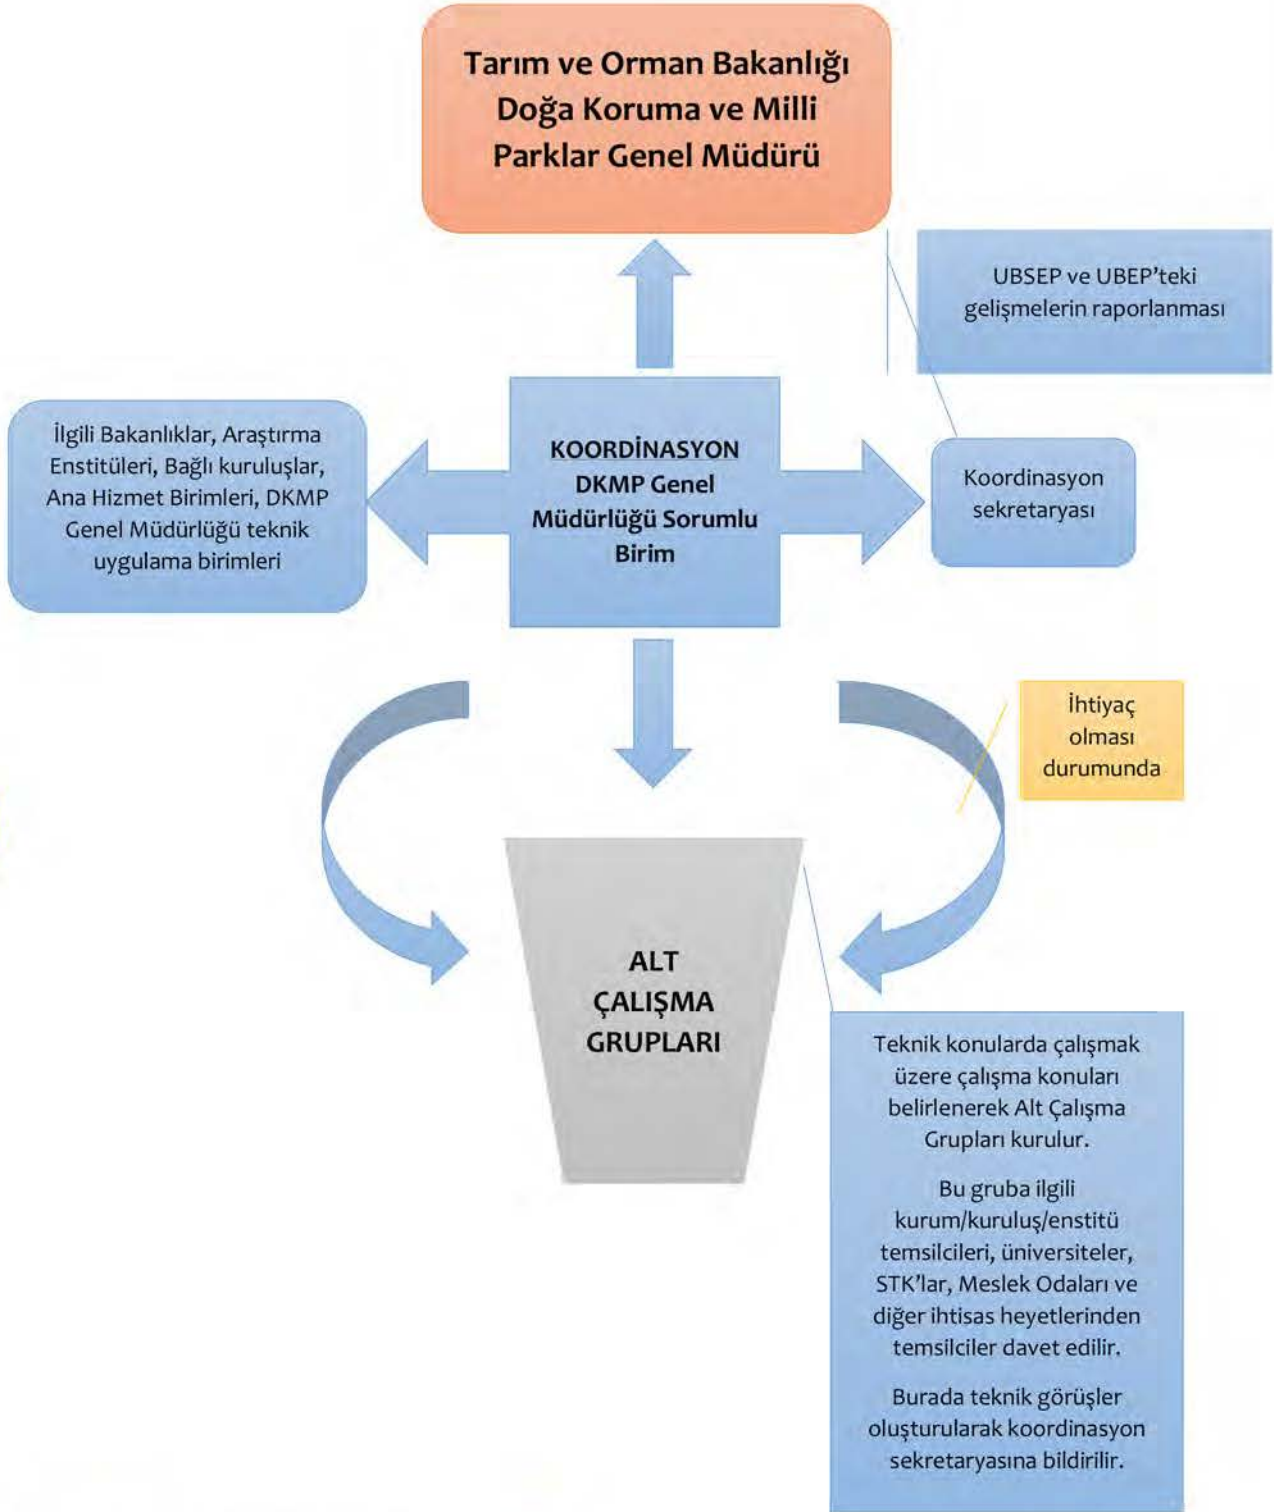 Tarım ve Orman Bakanlığı
Doğa Koruma ve Milli
Parklar Genel Müdürü
UBSEP ve UBEP’teki
gelişmelerin raporlanması
İlgili Bakanlıklar, Araştırma
Enstitüleri, Bağlı kuruluşlar,
Ana Hizmet Birimleri, DKMP
Genel Müdürlüğü teknik
uygulama birimleri
KOORDİNASYON
DKMP Genel
Müdürlüğü Sorumlu
Birim
Koordinasyon
sekretaryası
İhtiyaç
olması
durumunda
ALT
ÇALIŞMA
GRUPLARI
Teknik konularda çalışmak
üzere çalışma konuları
belirlenerek Alt Çalışma
Grupları kurulur.
Bu gruba ilgili
kurum/kuruluş/enstitü
temsilcileri, üniversiteler,
STK’lar, Meslek Odaları ve
diğer ihtisas heyetlerinden
temsilciler davet edilir.
Burada teknik görüşler
oluşturularak koordinasyon
sekretaryasına bildirilir.